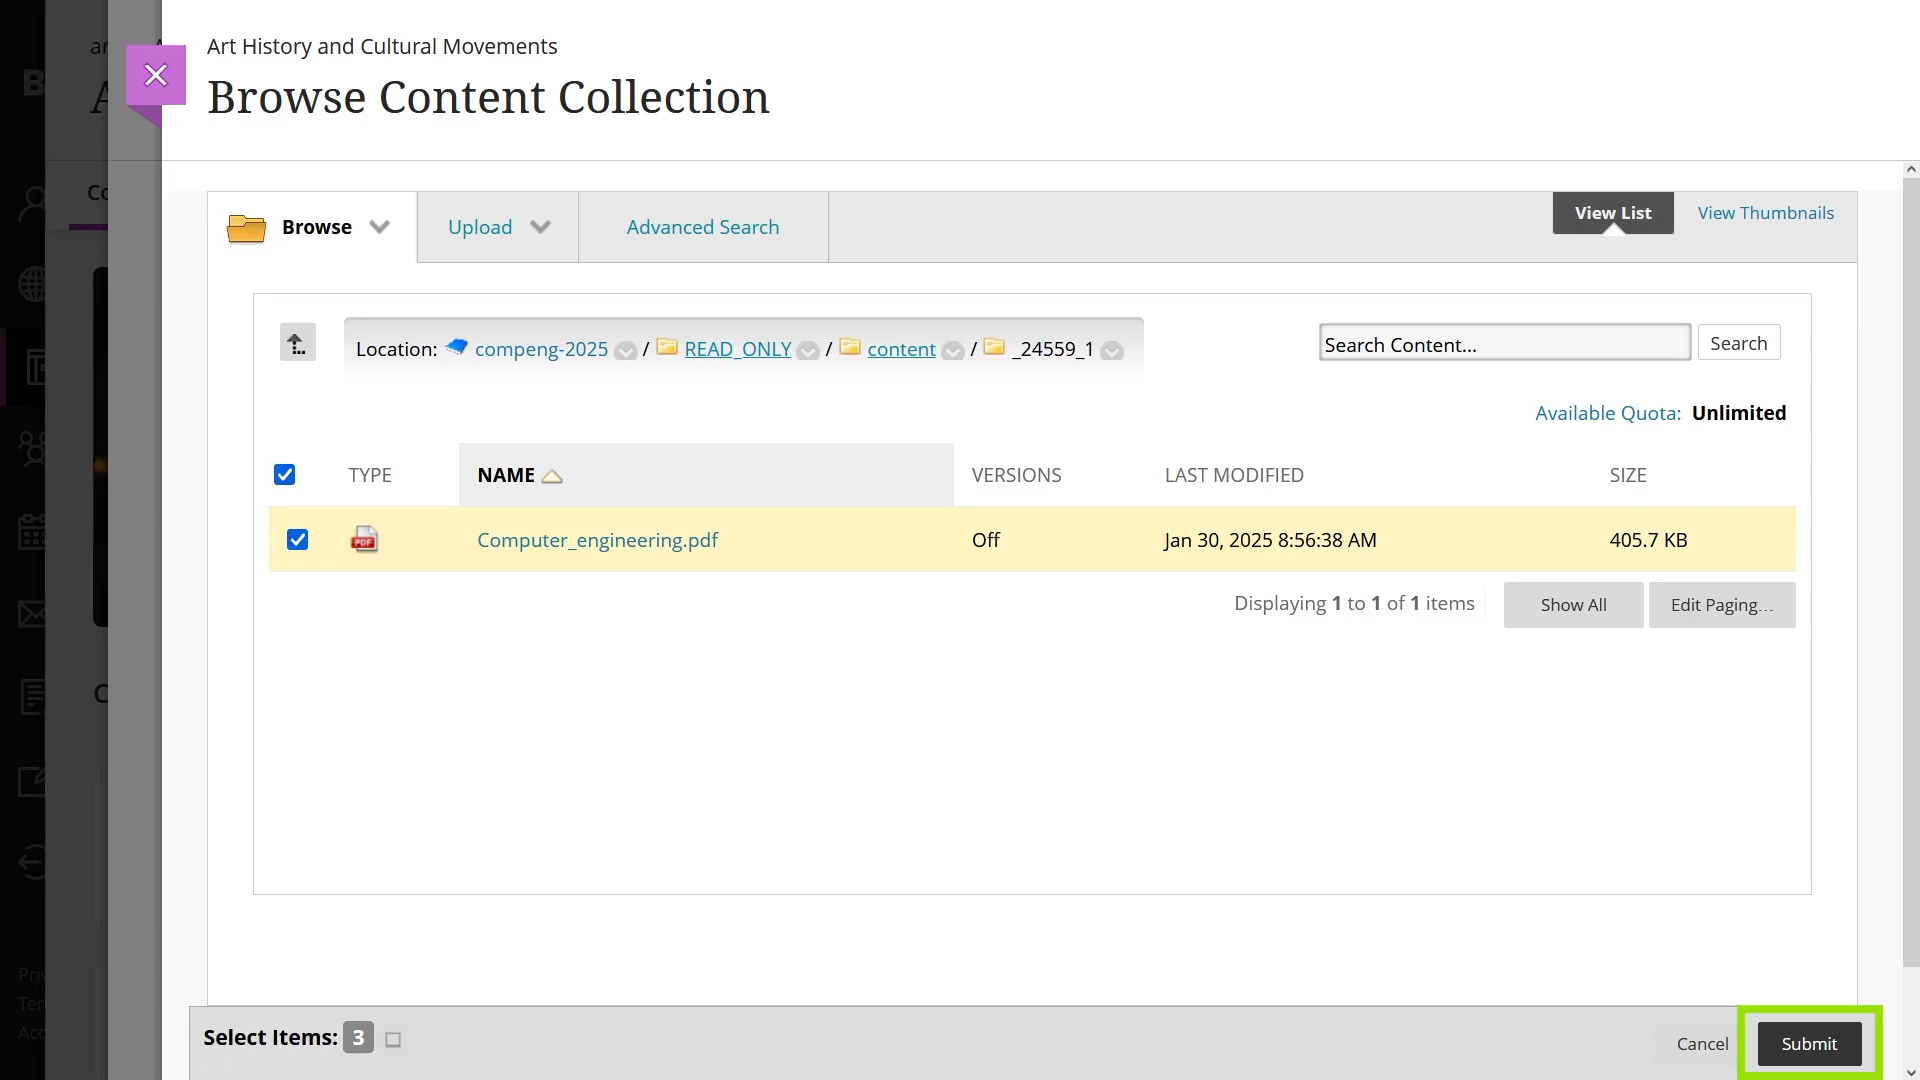 Art History and Cultural Movements
Browse Content Collection
Browse
Upload
Advanced Search
View List
View Thumbnails
Location: compeng-2025 / READ_ONLY / content / _24559_1
Search Content...
Search
Available Quota: Unlimited
TYPE NAME VERSIONS LAST MODIFIED SIZE
PDF Computer_engineering.pdf Off Jan 30, 2025 8:56:38 AM 405.7 KB
Displaying 1 to 1 of 1 items
Show All
Edit Paging...
Select Items: 3
Cancel
Submit